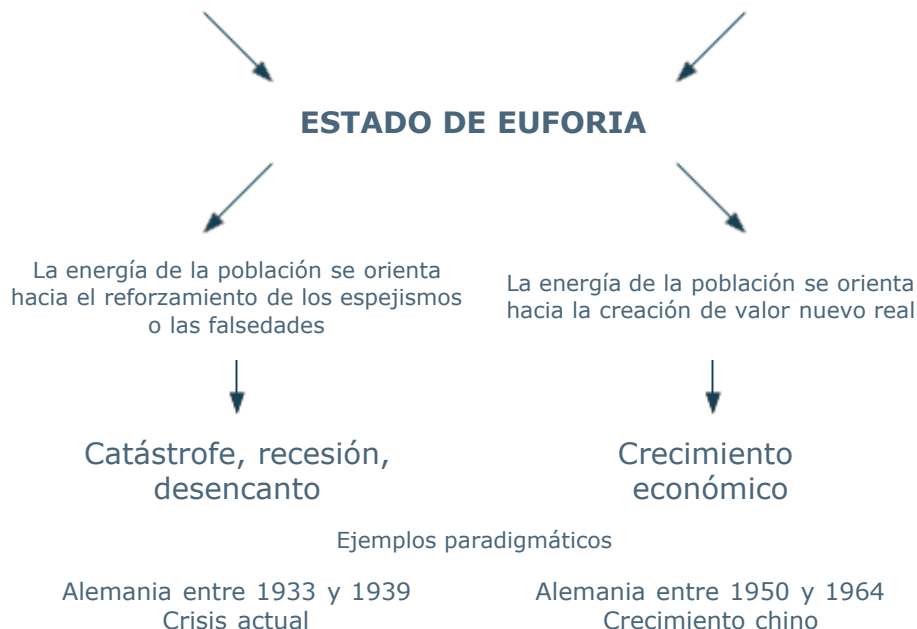 ESTADO DE EUFORIA
La energía de la población se orienta
hacia el reforzamiento de los espejismos
o las falsedades
La energía de la población se orienta
hacia la creación de valor nuevo real
Catástrofe, recesión,
desencanto
Crecimiento
económico
Ejemplos paradigmáticos
Alemania entre 1933 y 1939
Crisis actual
Alemania entre 1950 y 1964
Crecimiento chino